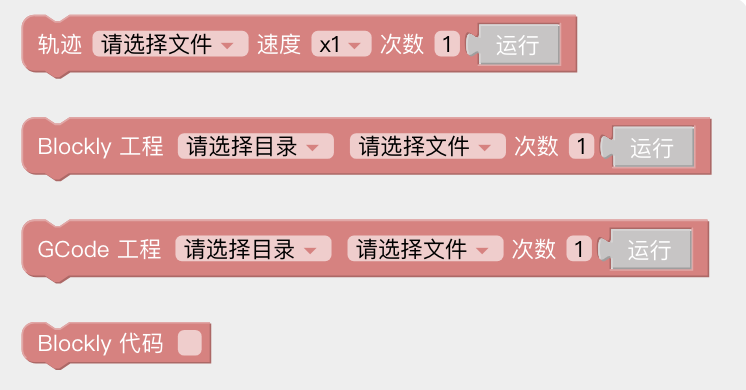 轨迹 请选择文件 速度 x1 次数 1 运行
Blockly 工程 请选择目录 请选择文件 次数 1 运行
GCode 工程 请选择目录 请选择文件 次数 1 运行
Blockly 代码